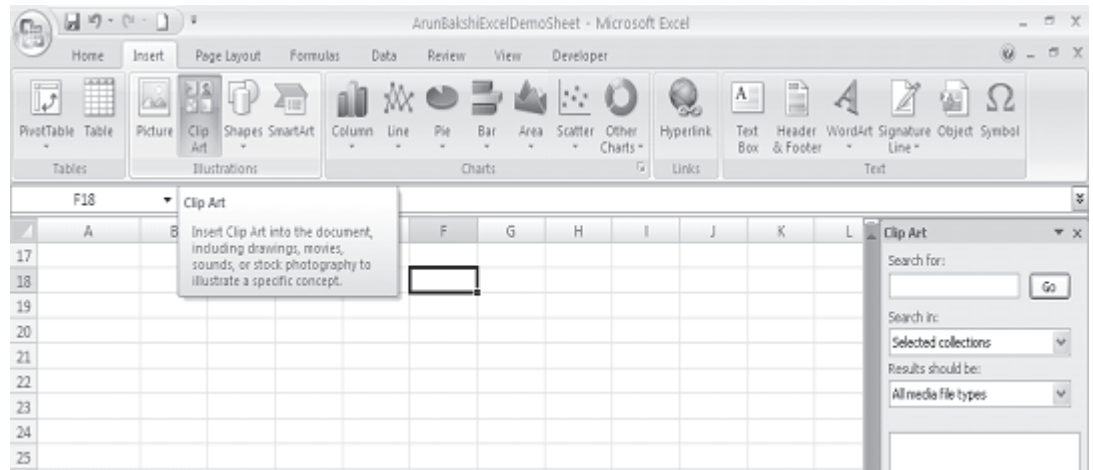 ArunBakshiExcelDemoSheet - Microsoft Excel
Home Insert Page Layout Formulas Data Review View Developer
PivotTable Table Picture Clip Art Shapes SmartArt Column Line Pie Bar Area Scatter Other Charts Hyperlink Text Box Header & Footer WordArt Signature Line Object Symbol
Tables Illustrations Charts Links Text
F18
Clip Art
Insert Clip Art into the document,
including drawings, movies,
sounds, or stock photography to
illustrate a specific concept.
A B F G H I J K L
17
18
19
20
21
22
23
24
25
Clip Art
Search for:
Go
Search in:
Selected collections
Results should be:
All media file types